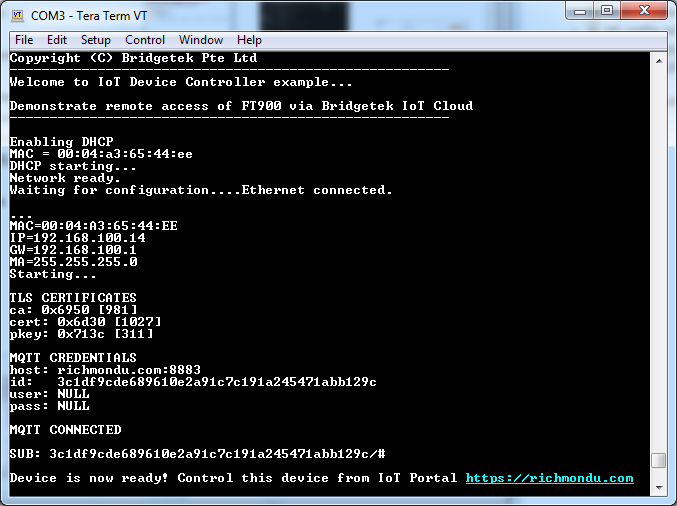 COM3 - Tera Term VT
File Edit Setup Control Window Help
Copyright (C) Bridgetek Pte Ltd
-------------------------------------------------------
Welcome to IoT Device Controller example...
Demonstrate remote access of FT900 via Bridgetek IoT Cloud
-------------------------------------------------------
Enabling DHCP
MAC = 00:04:a3:65:44:ee
DHCP starting...
Network ready.
Waiting for configuration....Ethernet connected.
...
MAC=00:04:A3:65:44:EE
IP=192.168.100.14
GW=192.168.100.1
MA=255.255.255.0
Starting...
TLS CERTIFICATES
ca: 0x6950 [981]
cert: 0x6d30 [1027]
pkey: 0x713c [311]
MQTT CREDENTIALS
host: richmondu.com:8883
id:   3c1df9cde689610e2a91c7c191a245471abb129c
user: NULL
pass: NULL
MQTT CONNECTED
SUB: 3c1df9cde689610e2a91c7c191a245471abb129c/#
Device is now ready! Control this device from IoT Portal https://richmondu.com